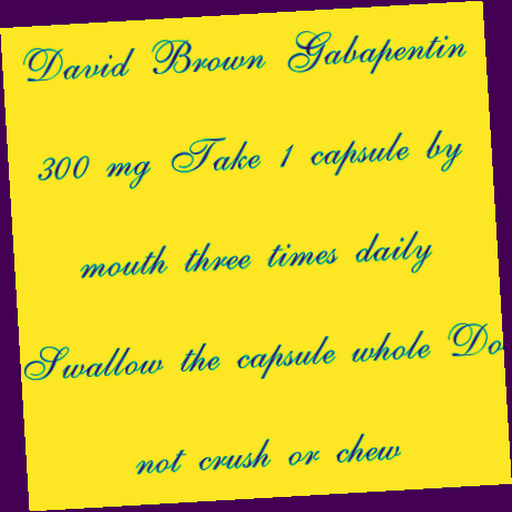 David Brown Gabapentin
300 mg Take 1 capsule by
mouth three times daily
Swallow the capsule whole Do
not crush or chew